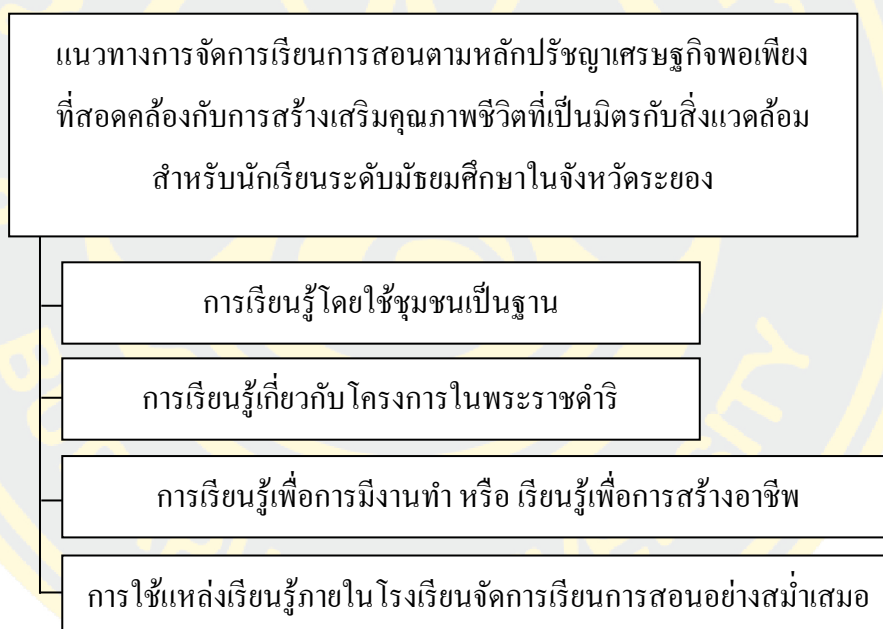 แนวทางการจัดการเรียนการสอนตามหลักปรัชญาเศรษฐกิจพอเพียง
ที่สอดคล้องกับการสร้างเสริมคุณภาพชีวิตที่เป็นมิตรกับสิ่งแวดล้อม
สำหรับนักเรียนระดับมัธยมศึกษาในจังหวัดระยอง
การเรียนรู้โดยใช้ชุมชนเป็นฐาน
การเรียนรู้เกี่ยวกับโครงการในพระราชดำริ
การเรียนรู้เพื่อการมีงานทำ หรือ เรียนรู้เพื่อการสร้างอาชีพ
การใช้แหล่งเรียนรู้ภายในโรงเรียนจัดการเรียนการสอนอย่างสม่ำเสมอ